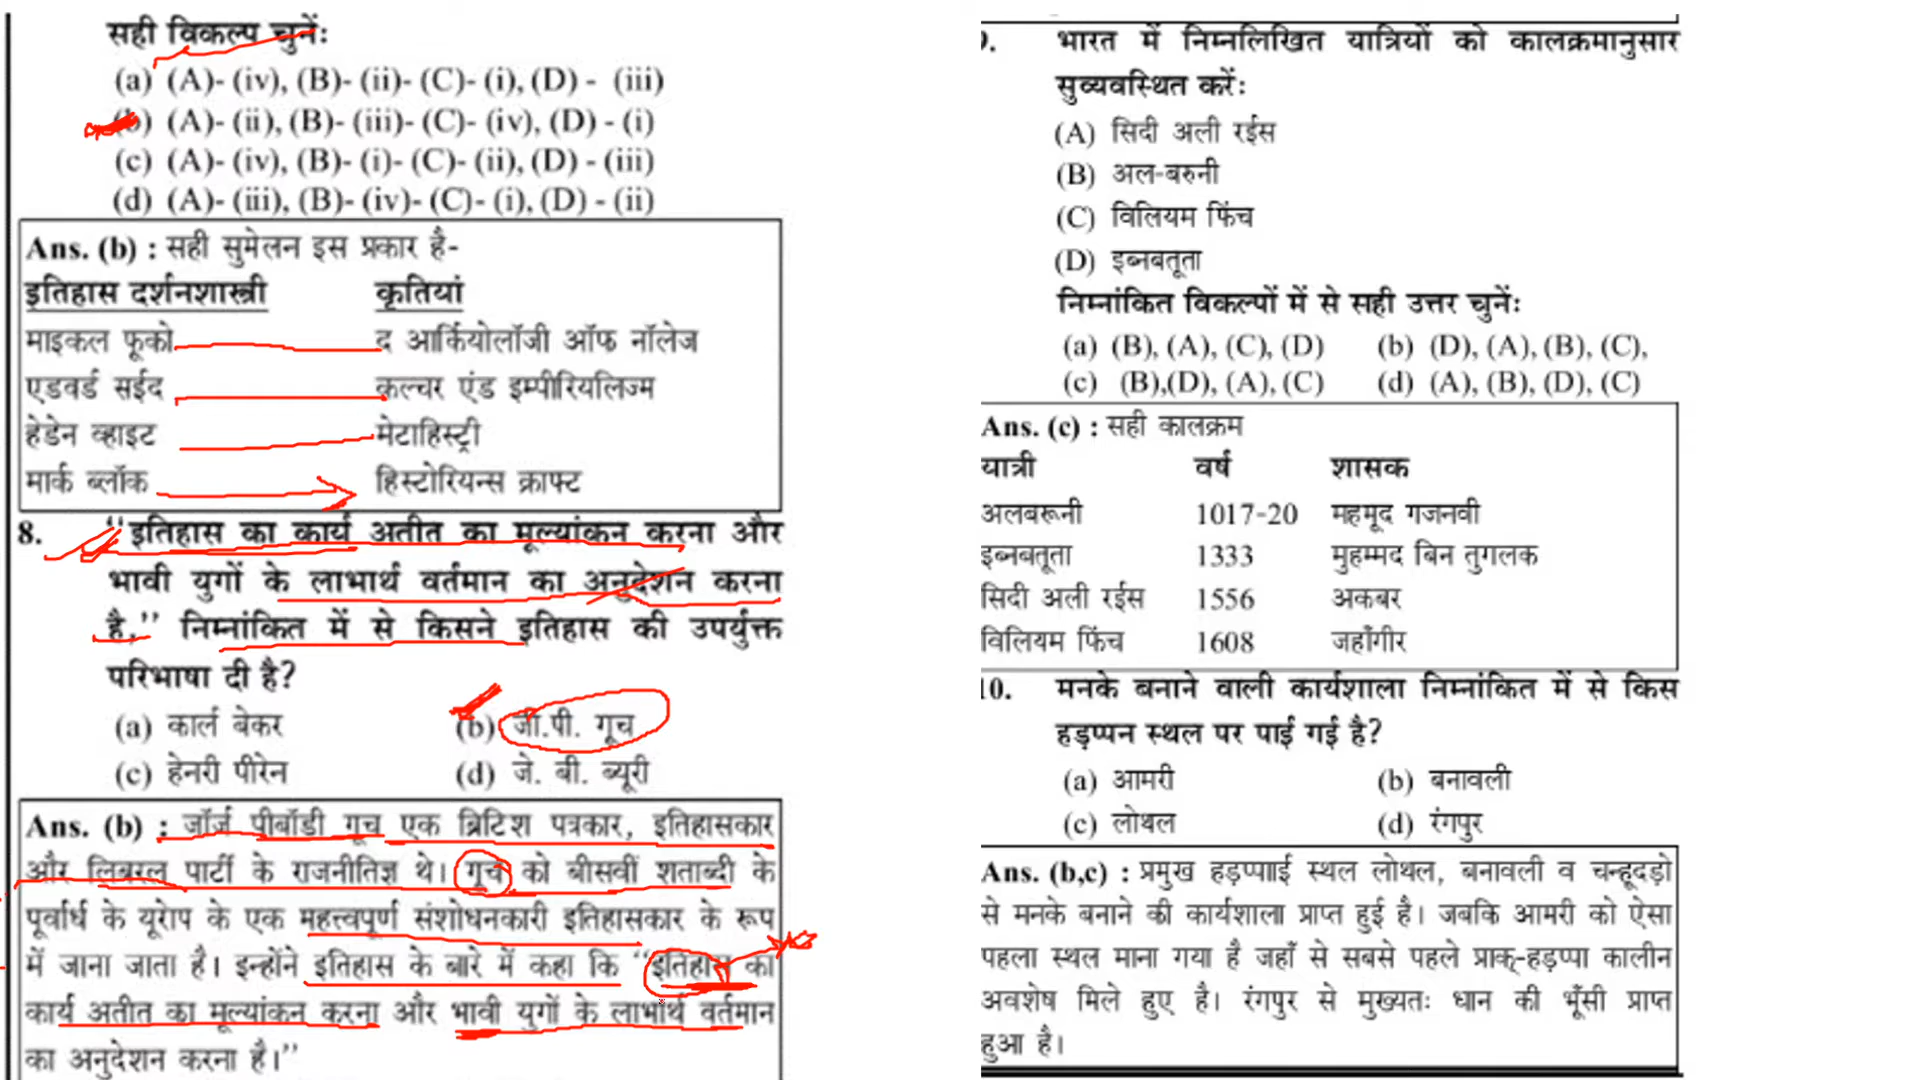 सही विकल्प चुनें:
(a) (A)- (iv), (B)- (ii)- (C)- (i), (D) - (iii)
(b) (A)- (ii), (B)- (iii)- (C)- (iv), (D) - (i)
(c) (A)- (iv), (B)- (i)- (C)- (ii), (D) - (iii)
(d) (A)- (iii), (B)- (iv)- (C)- (i), (D) - (ii)
Ans. (b) : सही सुमेलन इस प्रकार है-
इतिहास दर्शनशास्त्री कृतियां
माइकल फूको द आर्कियोलॉजी ऑफ नॉलेज
एडवर्ड सईद कल्चर एंड इम्पीरियलिज्म
हेडेन व्हाइट मेटाहिस्ट्री
मार्क ब्लॉक हिस्टोरियन्स क्राफ्ट
8. "इतिहास का कार्य अतीत का मूल्यांकन करना और
भावी युगों के लाभार्थ वर्तमान का अनुदेशन करना
है," निम्नांकित में से किसने इतिहास की उपर्युक्त
परिभाषा दी है?
(a) कार्ल बेकर (b) जी.पी. गूच
(c) हेनरी पीरेन (d) जे. बी. ब्यूरी
Ans. (b) : जॉर्ज पीबॉडी गूच एक ब्रिटिश पत्रकार, इतिहासकार
और लिबरल पार्टी के राजनीतिज्ञ थे। गूच को बीसवीं शताब्दी के
पूर्वार्ध के यूरोप के एक महत्त्वपूर्ण संशोधनकारी इतिहासकार के रूप
में जाना जाता है। इन्होंने इतिहास के बारे में कहा कि "इतिहास का
कार्य अतीत का मूल्यांकन करना और भावी युगों के लाभार्थ वर्तमान
का अनुदेशन करना है।"
9. भारत में निम्नलिखित यात्रियों को कालक्रमानुसार
सुव्यवस्थित करें:
(A) सिदी अली रईस
(B) अल-बरुनी
(C) विलियम फिंच
(D) इब्नबतूता
निम्नांकित विकल्पों में से सही उत्तर चुनें:
(a) (B), (A), (C), (D) (b) (D), (A), (B), (C),
(c) (B),(D), (A), (C) (d) (A), (B), (D), (C)
Ans. (c) : सही कालक्रम
यात्री वर्ष शासक
अलबरूनी 1017-20 महमूद गजनवी
इब्नबतूता 1333 मुहम्मद बिन तुगलक
सिदी अली रईस 1556 अकबर
विलियम फिंच 1608 जहाँगीर
10. मनके बनाने वाली कार्यशाला निम्नांकित में से किस
हड़प्पन स्थल पर पाई गई है?
(a) आमरी (b) बनावली
(c) लोथल (d) रंगपुर
Ans. (b,c) : प्रमुख हड़प्पााई स्थल लोथल, बनावली व चन्हूदड़ो
से मनके बनाने की कार्यशाला प्राप्त हुई है। जबकि आमरी को ऐसा
पहला स्थल माना गया है जहाँ से सबसे पहले प्राक्-हड़प्पा कालीन
अवशेष मिले हुए है। रंगपुर से मुख्यतः धान की भूँसी प्राप्त
हुआ है।